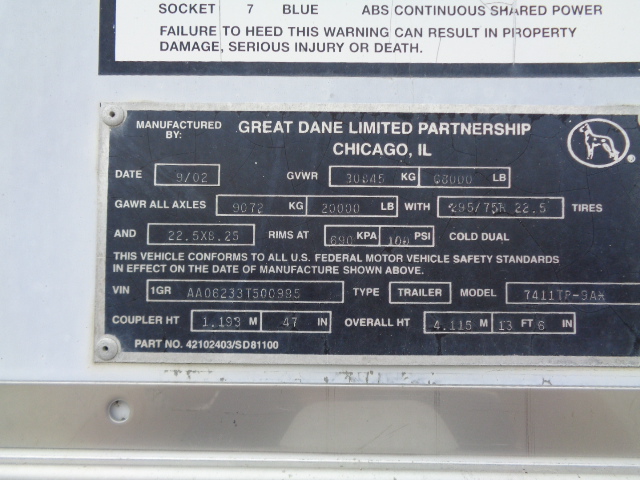 SOCKET 7 BLUE ABS CONTINUOUS SHARED POWER
FAILURE TO HEED THIS WARNING CAN RESULT IN PROPERTY
DAMAGE, SERIOUS INJURY OR DEATH.
MANUFACTURED BY: GREAT DANE LIMITED PARTNERSHIP
CHICAGO, IL
DATE 9/02 GVWR 30845 KG 68000 LB
GAWR ALL AXLES 9072 KG 20000 LB WITH 295/75R 22.5 TIRES
AND 22.5X8.25 RIMS AT 690 KPA 100 PSI COLD DUAL
THIS VEHICLE CONFORMS TO ALL U.S. FEDERAL MOTOR VEHICLE SAFETY STANDARDS
IN EFFECT ON THE DATE OF MANUFACTURE SHOWN ABOVE.
VIN 1GR AA06233T500995 TYPE TRAILER MODEL
COUPLER HT 1.193 M 47 IN OVERALL HT 4.115 M 13 FT 6 IN
PART NO. 42102403/SD81100